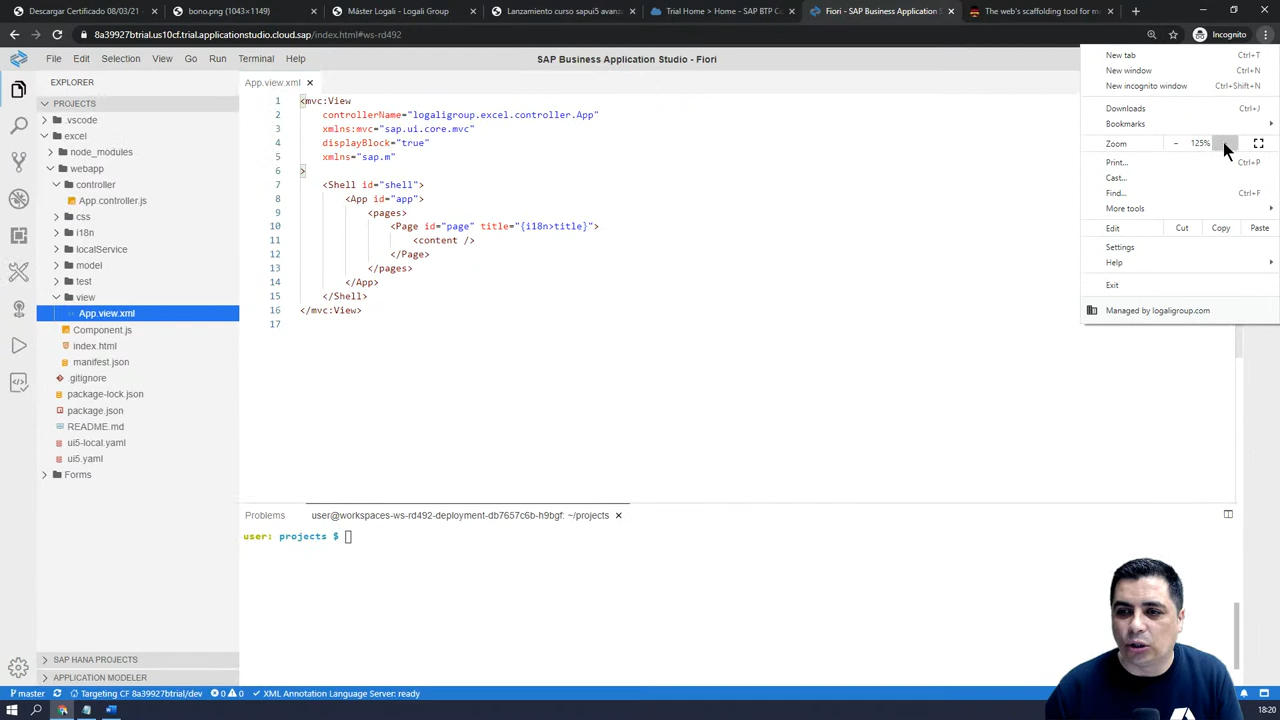 Descargar Certificado 08/03/21 -
bono.png (1043×1149)
Máster Logali - Logali Group
Lanzamiento curso sapui5 avanz
Trial Home > Home - SAP BTP C
Fiori - SAP Business Application S
The web's scaffolding tool for m
8a39927btrial.us10cf.trial.applicationstudio.cloud.sap/index.html#ws-rd492
Incognito
File Edit Selection View Go Run Terminal Help
SAP Business Application Studio - Fiori
EXPLORER
PROJECTS
.vscode
excel
node_modules
webapp
controller
App.controller.js
css
i18n
localService
model
test
view
App.view.xml
Component.js
index.html
manifest.json
.gitignore
package-lock.json
package.json
README.md
ui5-local.yaml
ui5.yaml
Forms
SAP HANA PROJECTS
APPLICATION MODELER
App.view.xml
1 <mvc:View
2 controllerName="logaligroup.excel.controller.App"
3 xmlns:mvc="sap.ui.core.mvc"
4 displayBlock="true"
5 xmlns="sap.m"
6 >
7 <Shell id="shell">
8 <App id="app">
9 <pages>
10 <Page id="page" title="{i18n>title}">
11 <content />
12 </Page>
13 </pages>
14 </App>
15 </Shell>
16 </mvc:View>
17
New tab Ctrl+T
New window Ctrl+N
New incognito window Ctrl+Shift+N
Downloads Ctrl+J
Bookmarks
Zoom - 125%
Print... Ctrl+P
Cast...
Find... Ctrl+F
More tools
Edit Cut Copy Paste
Settings
Help
Exit
Managed by logaligroup.com
Problems user@workspaces-ws-rd492-deployment-db7657c6b-h9bgf: ~/projects
user: projects $
master Targeting CF 8a39927btrial/dev 0 0 XML Annotation Language Server: ready
18:20